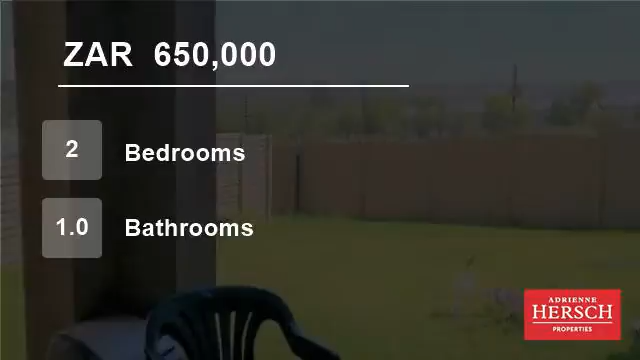 ZAR 650,000
2 Bedrooms
1.0 Bathrooms
ADRIENNE
HERSCH
PROPERTIES